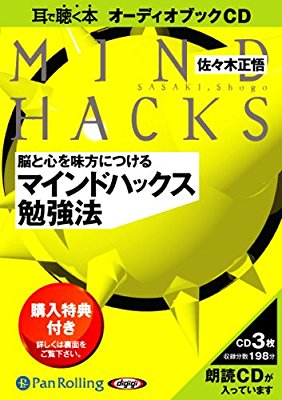 耳で聴く本 オーディオブックCD
MIND
佐々木正悟
SASAKI, Shogo
HACKS
脳と心を味方につける
マインドハックス
勉強法
購入特典
付き
詳しくは裏面を
ご覧下さい。
CD3枚
収録分数198分
朗読CDが
入っています
PanRolling
digigi